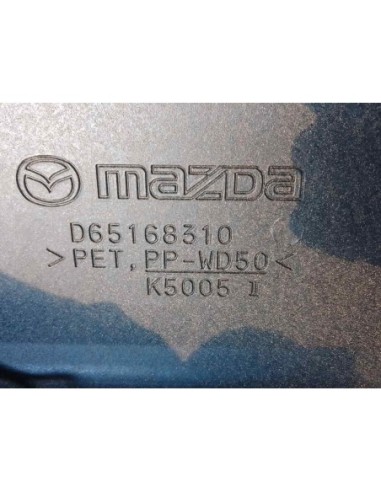 mazda
D65168310
>PET, PP-WD50<
K5005 I